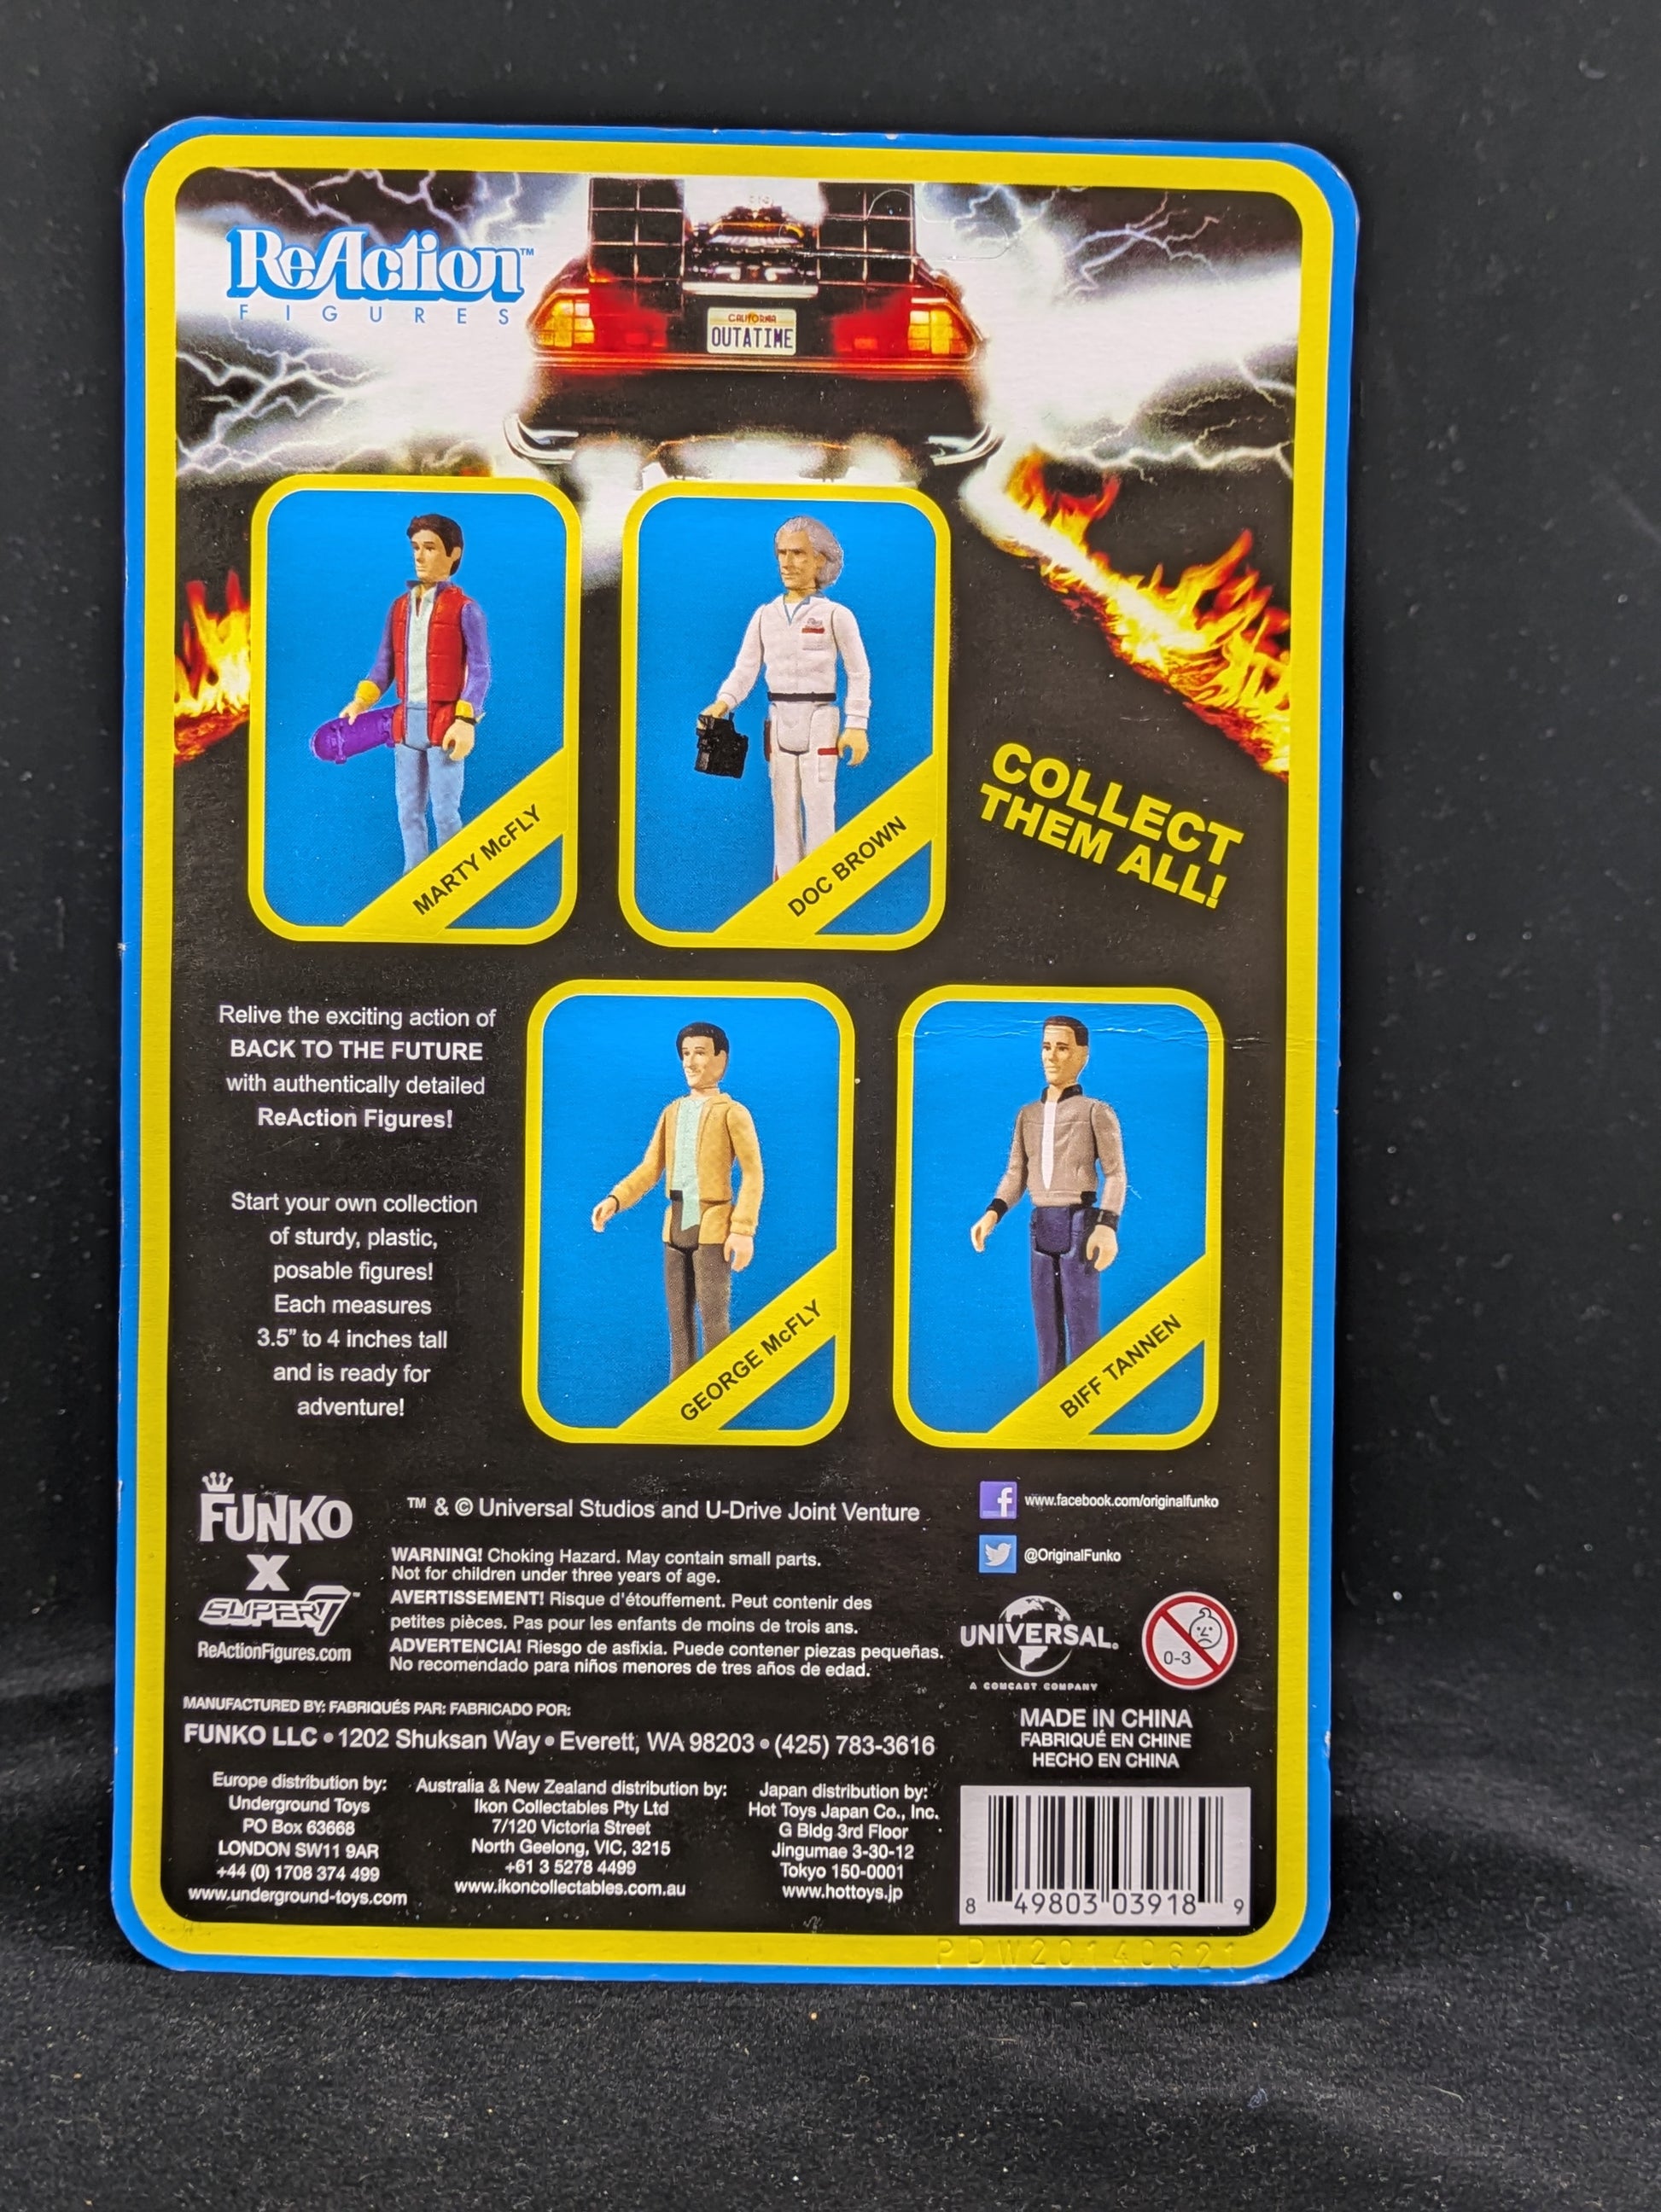 ReAction™
FIGURES
CALIFORNIA
OUTATIME
MARTY McFLY
DOC BROWN
COLLECT
THEM ALL!
Relive the exciting action of
BACK TO THE FUTURE
with authentically detailed
ReAction Figures!
Start your own collection
of sturdy, plastic,
posable figures!
Each measures
3.5" to 4 inches tall
and is ready for
adventure!
GEORGE McFLY
BIFF TANNEN
FUNKO
X
SUPER7™
ReActionFigures.com
™ & © Universal Studios and U-Drive Joint Venture
WARNING! Choking Hazard. May contain small parts.
Not for children under three years of age.
AVERTISSEMENT! Risque d'étouffement. Peut contenir des
petites pièces. Pas pour les enfants de moins de trois ans.
ADVERTENCIA! Riesgo de asfixia. Puede contener piezas pequeñas.
No recomendado para niños menores de tres años de edad.
f www.facebook.com/originalfunko
@OriginalFunko
UNIVERSAL®
A COMCAST COMPANY
0-3
MANUFACTURED BY: FABRIQUÉS PAR: FABRICADO POR:
FUNKO LLC • 1202 Shuksan Way • Everett, WA 98203 • (425) 783-3616
MADE IN CHINA
FABRIQUÉ EN CHINE
HECHO EN CHINA
Europe distribution by:
Underground Toys
PO Box 63668
LONDON SW11 9AR
+44 (0) 1708 374 499
www.underground-toys.com
Australia & New Zealand distribution by:
Ikon Collectables Pty Ltd
7/120 Victoria Street
North Geelong, VIC, 3215
+61 3 5278 4499
www.ikoncollectables.com.au
Japan distribution by:
Hot Toys Japan Co., Inc.
G Bldg 3rd Floor
Jingumae 3-30-12
Tokyo 150-0001
www.hottoys.jp
8 49803 03918 9
PDW20140621